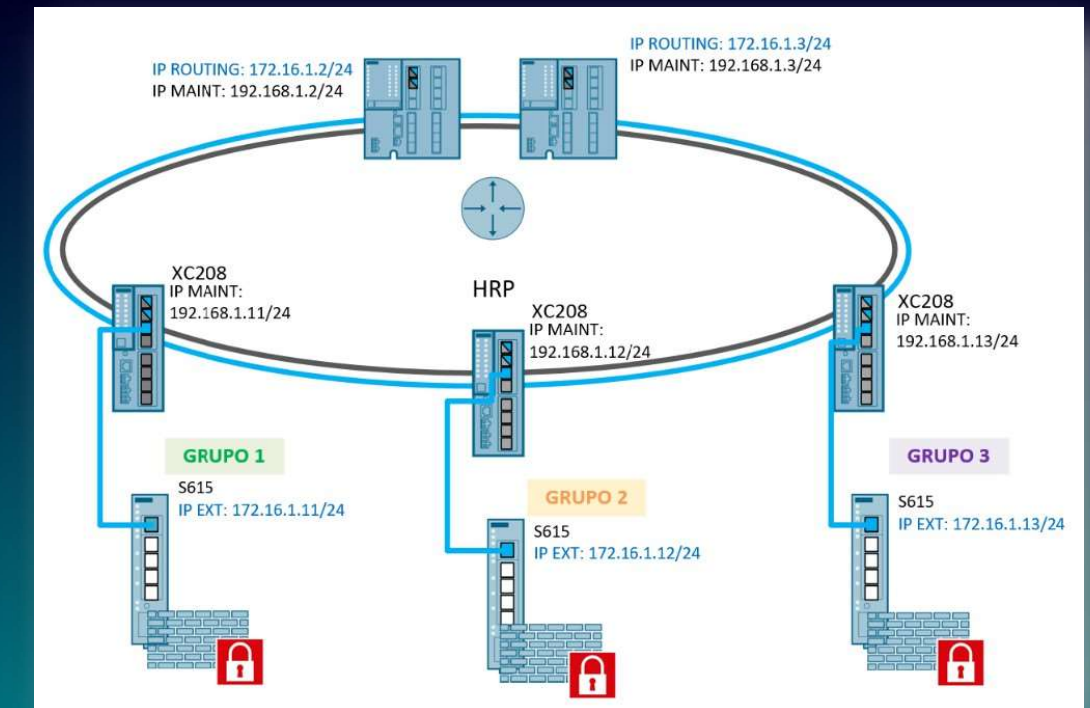 IP ROUTING: 172.16.1.2/24
IP MAINT: 192.168.1.2/24
IP ROUTING: 172.16.1.3/24
IP MAINT: 192.168.1.3/24
XC208
IP MAINT:
192.168.1.11/24
HRP
XC208
IP MAINT:
192.168.1.12/24
XC208
IP MAINT:
192.168.1.13/24
GRUPO 1
S615
IP EXT: 172.16.1.11/24
GRUPO 2
S615
IP EXT: 172.16.1.12/24
GRUPO 3
S615
IP EXT: 172.16.1.13/24